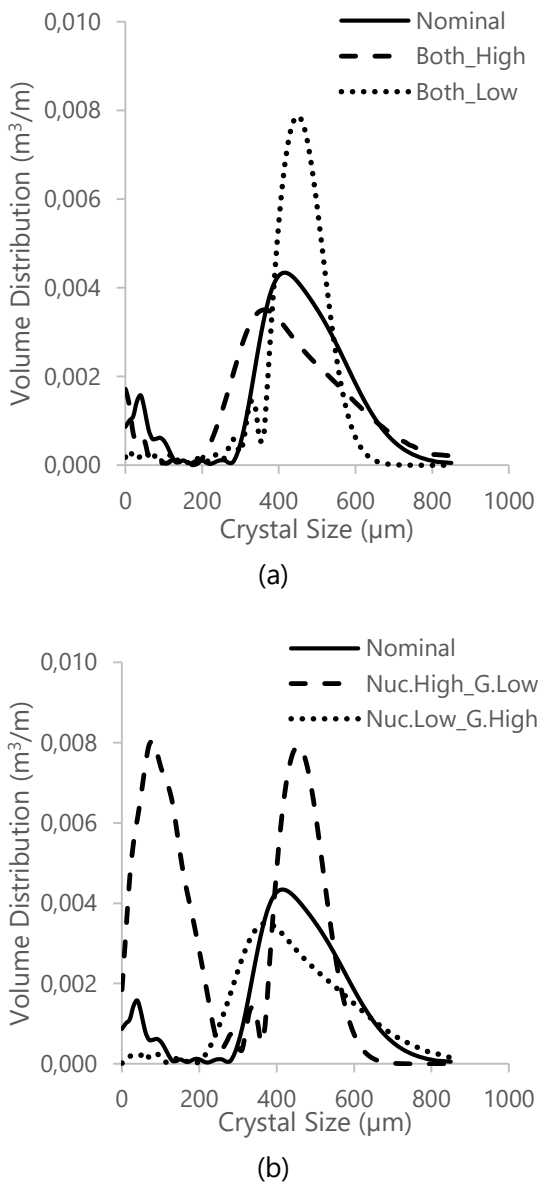 0,010
0,008
0,006
0,004
0,002
0,000
Volume Distribution (m³/m)
Nominal
Both_High
Both_Low
0 200 400 600 800 1000
Crystal Size (µm)
(a)
0,010
0,008
0,006
0,004
0,002
0,000
Volume Distribution (m³/m)
Nominal
Nuc.High_G.Low
Nuc.Low_G.High
0 200 400 600 800 1000
Crystal Size (µm)
(b)